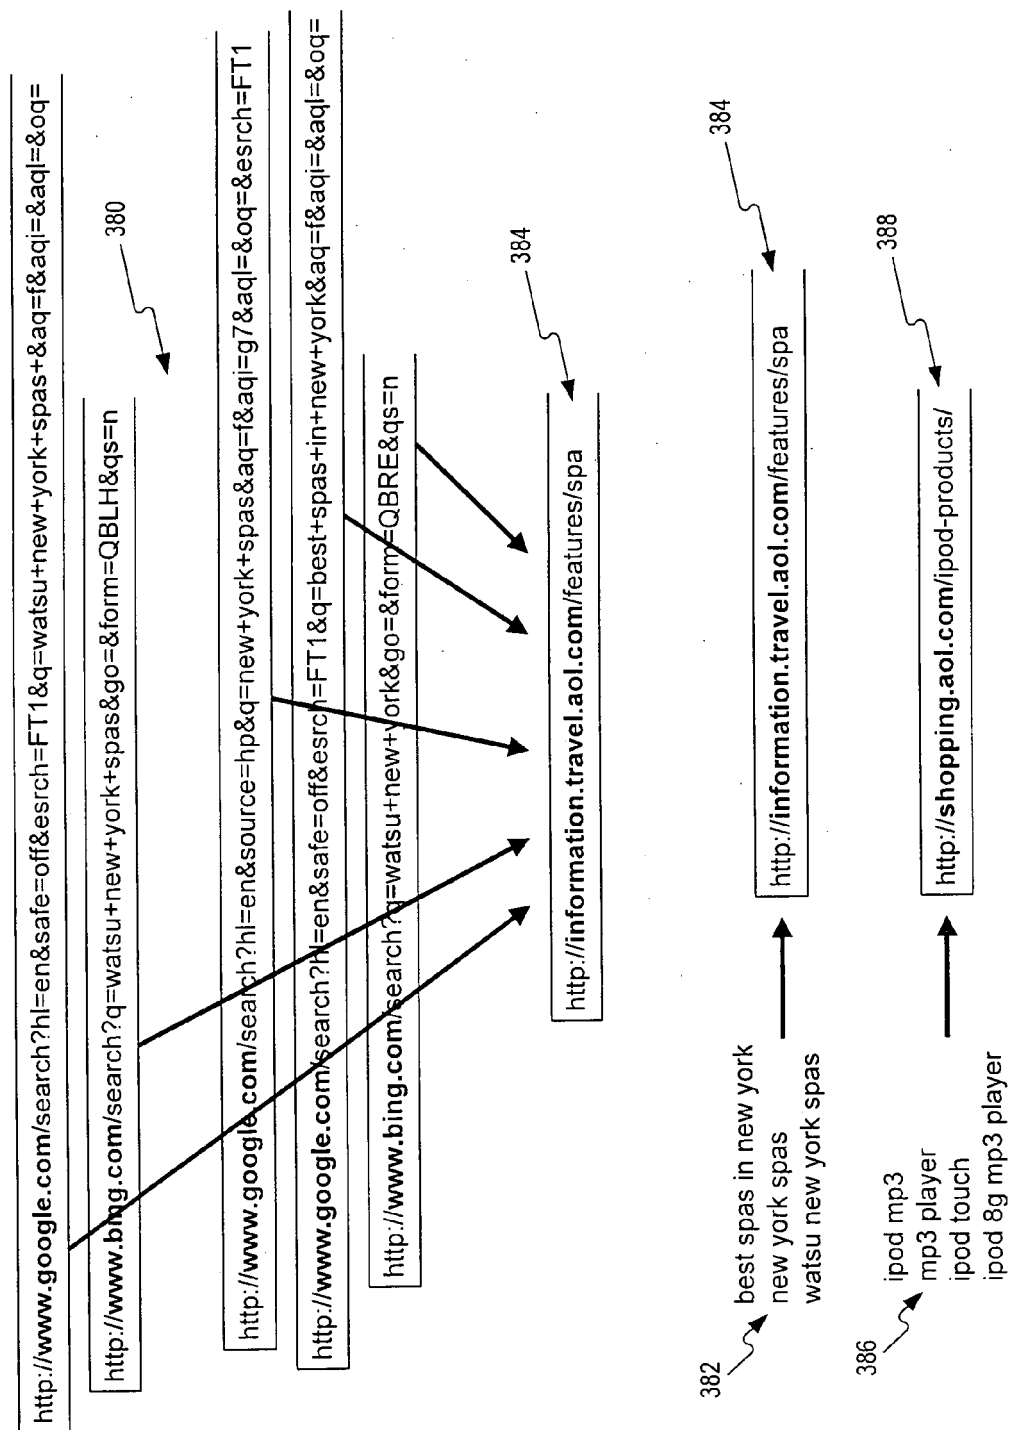 http://www.google.com/search?hl=en&safe=off&esrch=FT1&q=watsu+new+york+spas+&aq=f&aqi=&aql=&oq=
http://www.bing.com/search?q=watsu+new+york+spas&go=&form=QBLH&qs=n
380
http://www.google.com/search?hl=en&source=hp&q=new+york+spas&aq=f&aqi=g7&aql=&oq=&esrch=FT1
http://www.google.com/search?hl=en&safe=off&esrch=FT1&q=best+spas+in+new+york&aq=f&aqi=&aql=&oq=
http://www.bing.com/search?q=watsu+new+york&go=&form=QBRE&qs=n
384
http://information.travel.aol.com/features/spa
382
best spas in new york
new york spas
watsu new york spas
http://information.travel.aol.com/features/spa
384
386
ipod mp3
mp3 player
ipod touch
ipod 8g mp3 player
http://shopping.aol.com/ipod-products/
388